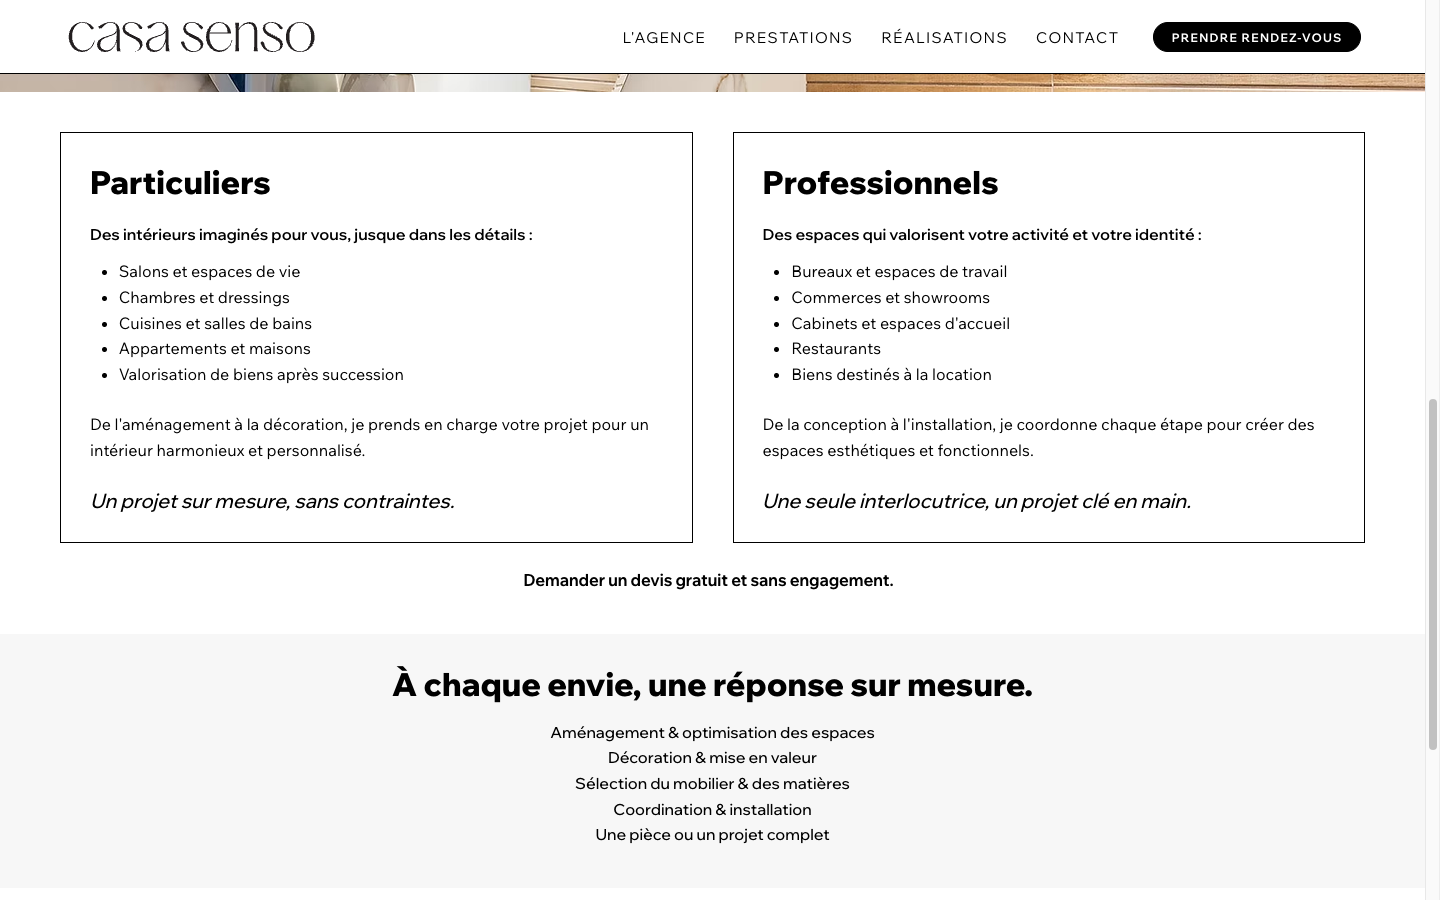 casa senso
L'AGENCE PRESTATIONS RÉALISATIONS CONTACT PRENDRE RENDEZ-VOUS
Particuliers
Des intérieurs imaginés pour vous, jusque dans les détails :
Salons et espaces de vie
Chambres et dressings
Cuisines et salles de bains
Appartements et maisons
Valorisation de biens après succession
De l'aménagement à la décoration, je prends en charge votre projet pour un
intérieur harmonieux et personnalisé.
Un projet sur mesure, sans contraintes.
Professionnels
Des espaces qui valorisent votre activité et votre identité :
Bureaux et espaces de travail
Commerces et showrooms
Cabinets et espaces d'accueil
Restaurants
Biens destinés à la location
De la conception à l'installation, je coordonne chaque étape pour créer des
espaces esthétiques et fonctionnels.
Une seule interlocutrice, un projet clé en main.
Demander un devis gratuit et sans engagement.
À chaque envie, une réponse sur mesure.
Aménagement & optimisation des espaces
Décoration & mise en valeur
Sélection du mobilier & des matières
Coordination & installation
Une pièce ou un projet complet